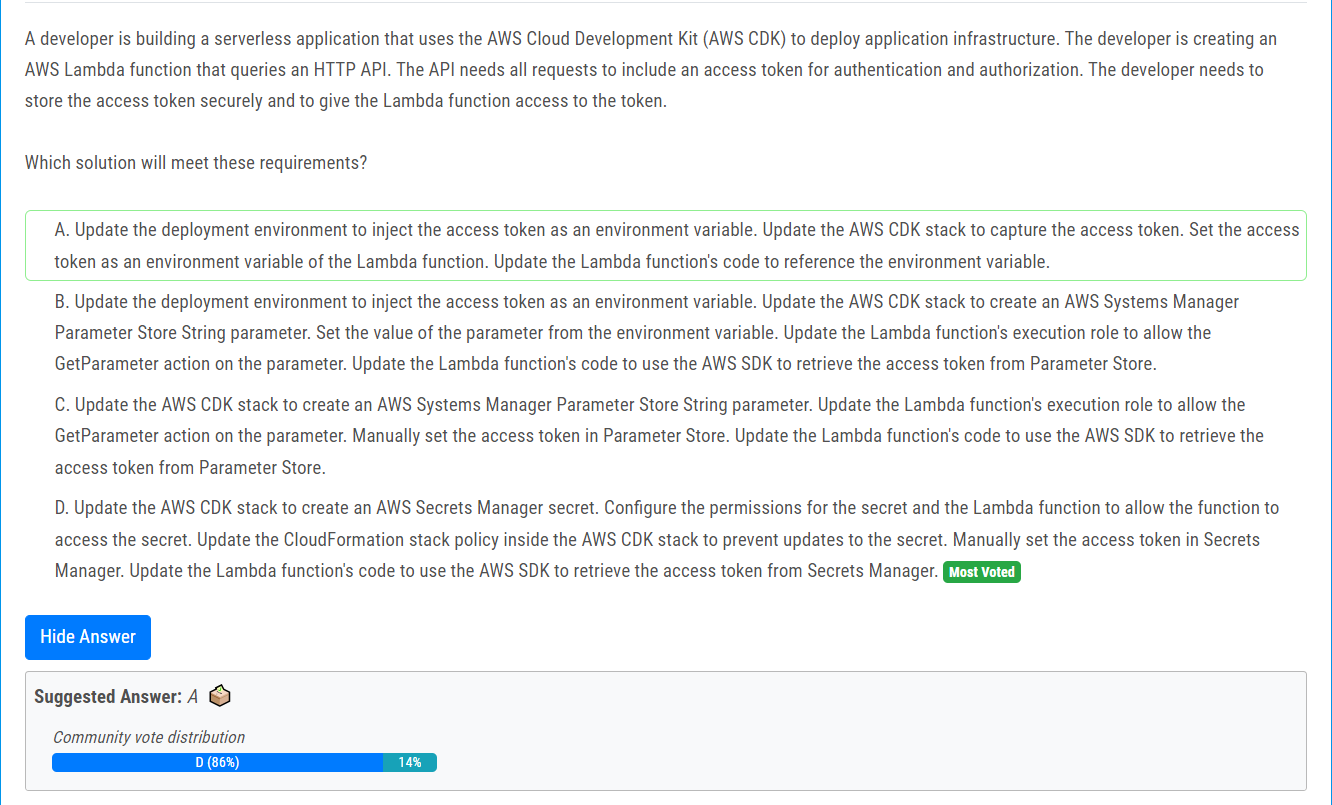 A developer is building a serverless application that uses the AWS Cloud Development Kit (AWS CDK) to deploy application infrastructure. The developer is creating an
AWS Lambda function that queries an HTTP API. The API needs all requests to include an access token for authentication and authorization. The developer needs to
store the access token securely and to give the Lambda function access to the token.
Which solution will meet these requirements?
A. Update the deployment environment to inject the access token as an environment variable. Update the AWS CDK stack to capture the access token. Set the access
token as an environment variable of the Lambda function. Update the Lambda function's code to reference the environment variable.
B. Update the deployment environment to inject the access token as an environment variable. Update the AWS CDK stack to create an AWS Systems Manager
Parameter Store String parameter. Set the value of the parameter from the environment variable. Update the Lambda function's execution role to allow the
GetParameter action on the parameter. Update the Lambda function's code to use the AWS SDK to retrieve the access token from Parameter Store.
C. Update the AWS CDK stack to create an AWS Systems Manager Parameter Store String parameter. Update the Lambda function's execution role to allow the
GetParameter action on the parameter. Manually set the access token in Parameter Store. Update the Lambda function's code to use the AWS SDK to retrieve the
access token from Parameter Store.
D. Update the AWS CDK stack to create an AWS Secrets Manager secret. Configure the permissions for the secret and the Lambda function to allow the function to
access the secret. Update the CloudFormation stack policy inside the AWS CDK stack to prevent updates to the secret. Manually set the access token in Secrets
Manager. Update the Lambda function's code to use the AWS SDK to retrieve the access token from Secrets Manager. Most Voted
Hide Answer
Suggested Answer: A
Community vote distribution
D (86%) 14%